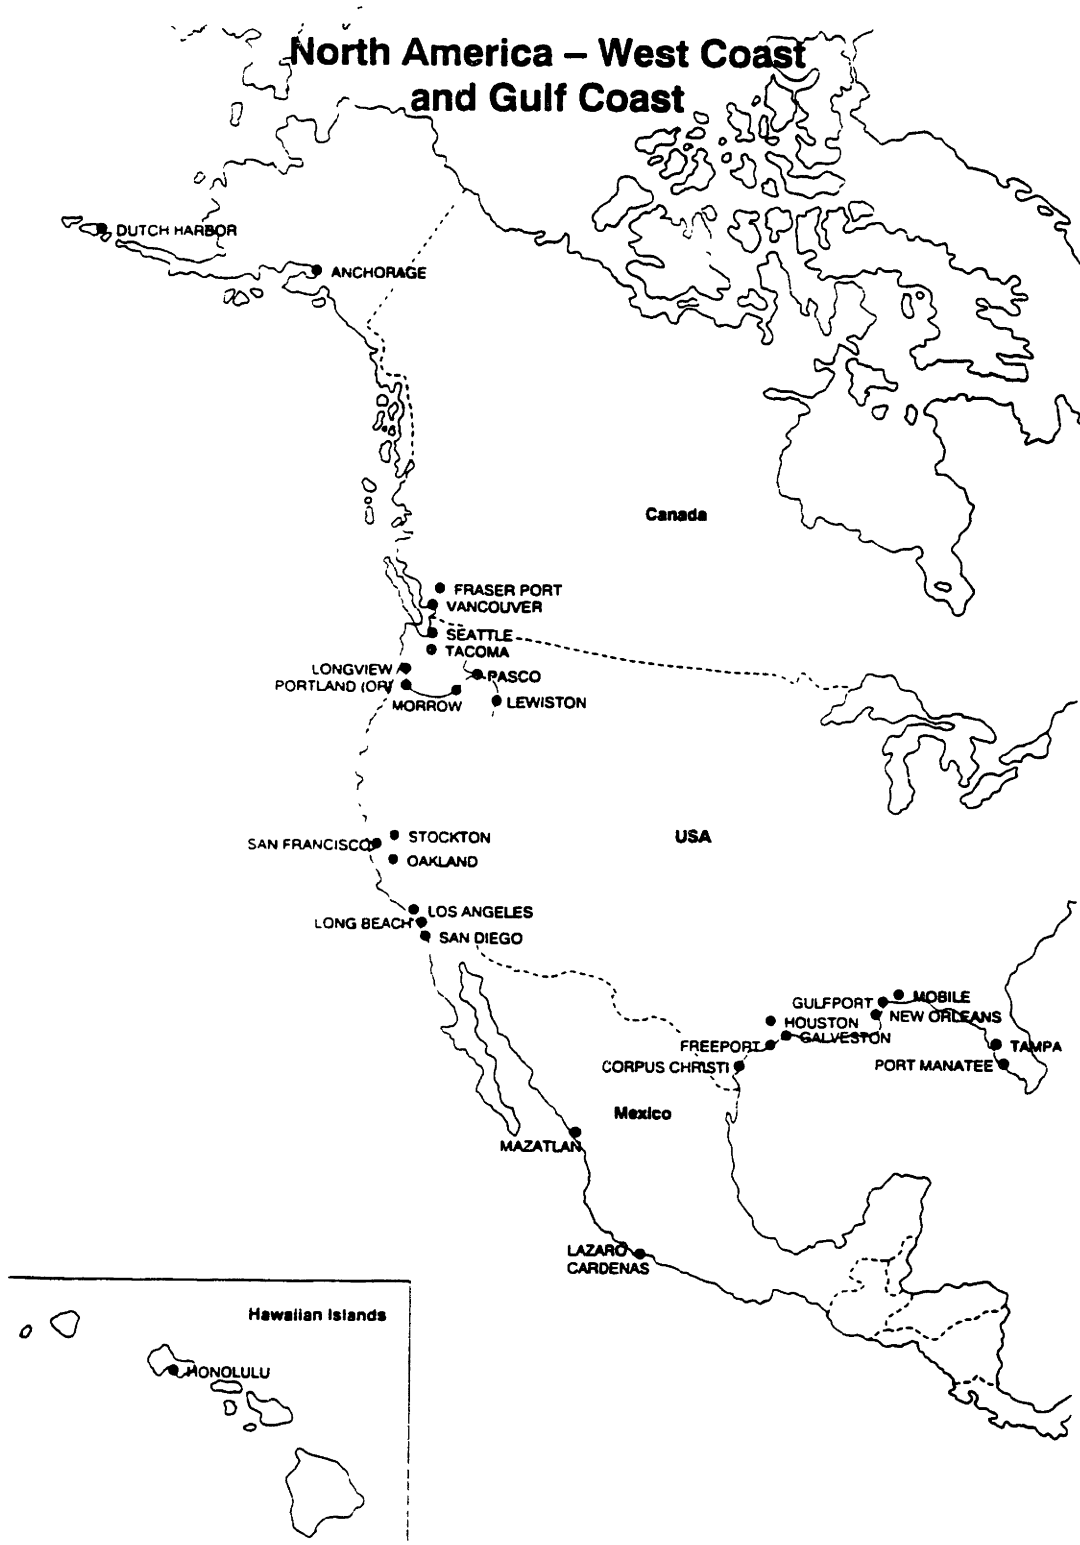 North America – West Coast
and Gulf Coast
DUTCH HARBOR
ANCHORAGE
Canada
FRASER PORT
VANCOUVER
SEATTLE
TACOMA
LONGVIEW
PASCO
PORTLAND (OR)
MORROW
LEWISTON
USA
STOCKTON
SAN FRANCISCO
OAKLAND
LOS ANGELES
LONG BEACH
SAN DIEGO
MOBILE
GULFPORT
NEW ORLEANS
HOUSTON
GALVESTON
FREEPORT
TAMPA
CORPUS CHRISTI
PORT MANATEE
Mexico
MAZATLAN
LAZARO
CARDENAS
Hawaiian Islands
HONOLULU